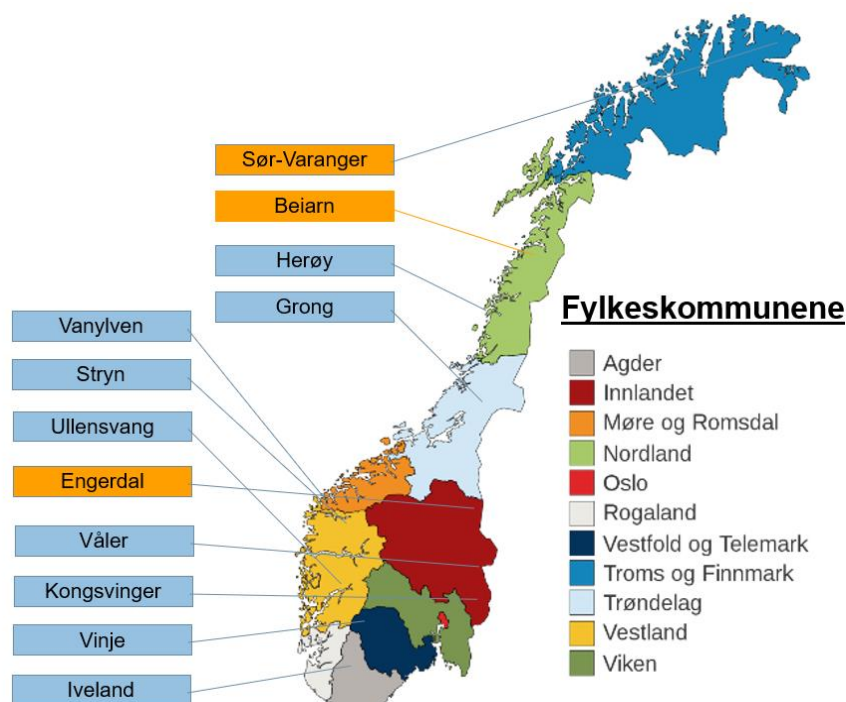 Sør-Varanger
Beiarn
Herøy
Grong
Vanylven
Stryn
Ullensvang
Engerdal
Våler
Kongsvinger
Vinje
Iveland
Fylkeskommunene
Agder
Innlandet
Møre og Romsdal
Nordland
Oslo
Rogaland
Vestfold og Telemark
Troms og Finnmark
Trøndelag
Vestland
Viken